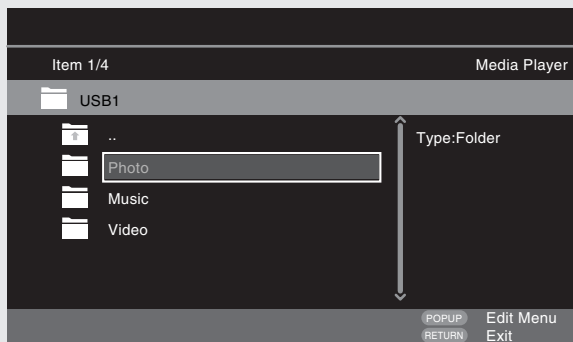 Item 1/4 Media Player
USB1
.. Type:Folder
Photo
Music
Video
POPUP Edit Menu
RETURN Exit